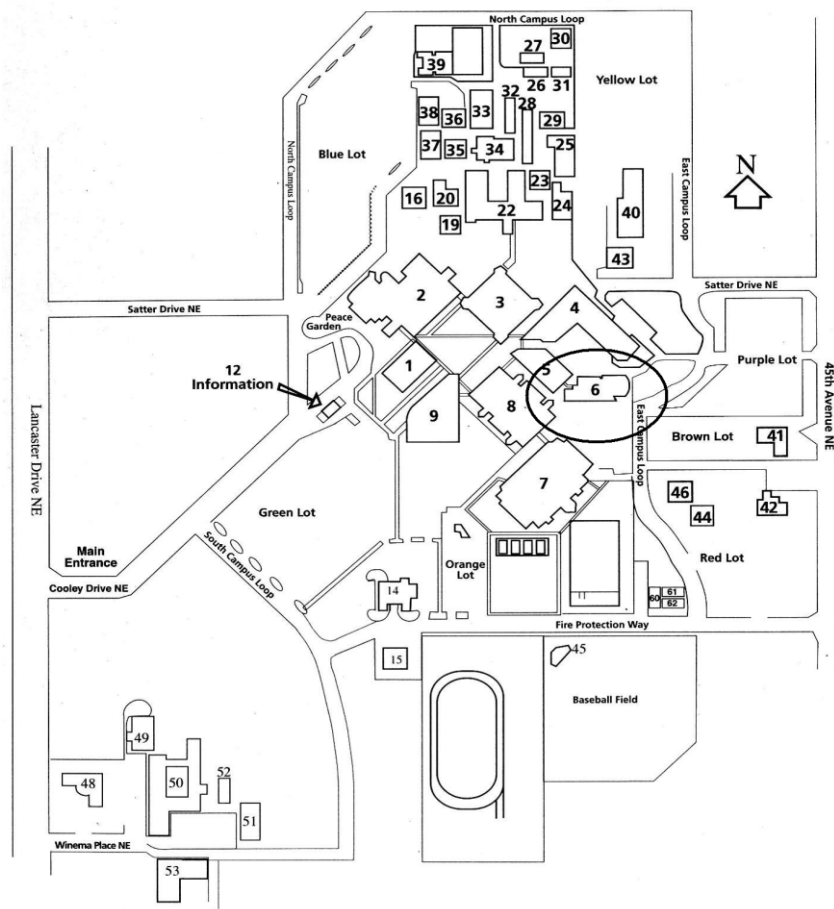 North Campus Loop
30
27
39
Yellow Lot
26
31
32
28
38
36
33
29
North Campus Loop
Blue Lot
37
35
34
25
East Campus Loop
N
23
16
20
22
24
40
19
43
2
3
4
Satter Drive NE
Satter Drive NE
Peace
Garden
Purple Lot
12
Information
1
5
6
45th Avenue NE
Lancaster Drive NE
9
8
East Campus Loop
Brown Lot
41
7
46
44
42
Green Lot
South Campus Loop
Main
Entrance
Orange
Lot
Red Lot
Cooley Drive NE
14
60
61
62
Fire Protection Way
15
45
Baseball Field
49
48
50
52
51
Winema Place NE
53